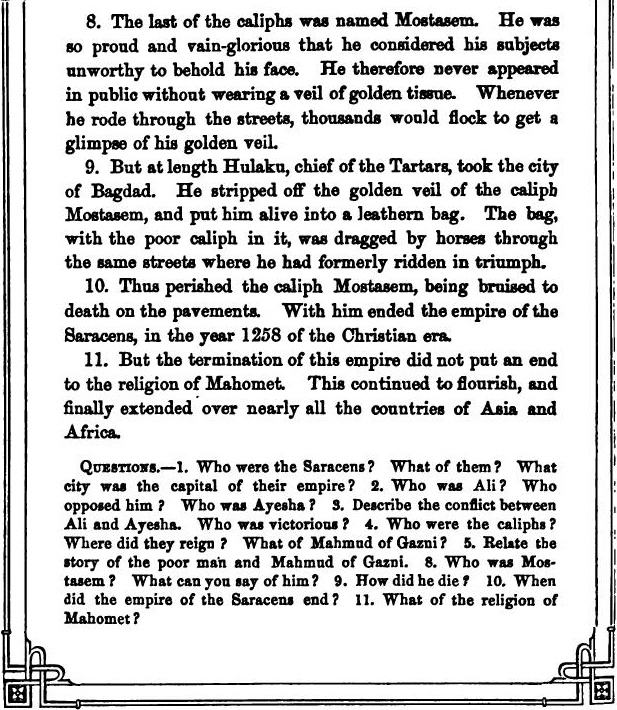 8. The last of the caliphs was named Mostasem. He was
so proud and vain-glorious that he considered his subjects
unworthy to behold his face. He therefore never appeared
in public without wearing a veil of golden tissue. Whenever
he rode through the streets, thousands would flock to get a
glimpse of his golden veil.
9. But at length Hulaku, chief of the Tartars, took the city
of Bagdad. He stripped off the golden veil of the caliph
Mostasem, and put him alive into a leathern bag. The bag,
with the poor caliph in it, was dragged by horses through
the same streets where he had formerly ridden in triumph.
10. Thus perished the caliph Mostasem, being bruised to
death on the pavements. With him ended the empire of the
Saracens, in the year 1258 of the Christian era.
11. But the termination of this empire did not put an end
to the religion of Mahomet. This continued to flourish, and
finally extended over nearly all the countries of Asia and
Africa.
QUESTIONS.—1. Who were the Saracens? What of them? What
city was the capital of their empire? 2. Who was Ali? Who
opposed him? Who was Ayesha? 3. Describe the conflict between
Ali and Ayesha. Who was victorious? 4. Who were the caliphs?
Where did they reign? What of Mahmud of Gazni? 5. Relate the
story of the poor man and Mahmud of Gazni. 8. Who was Mos-
tasem? What can you say of him? 9. How did he die? 10. When
did the empire of the Saracens end? 11. What of the religion of
Mahomet?